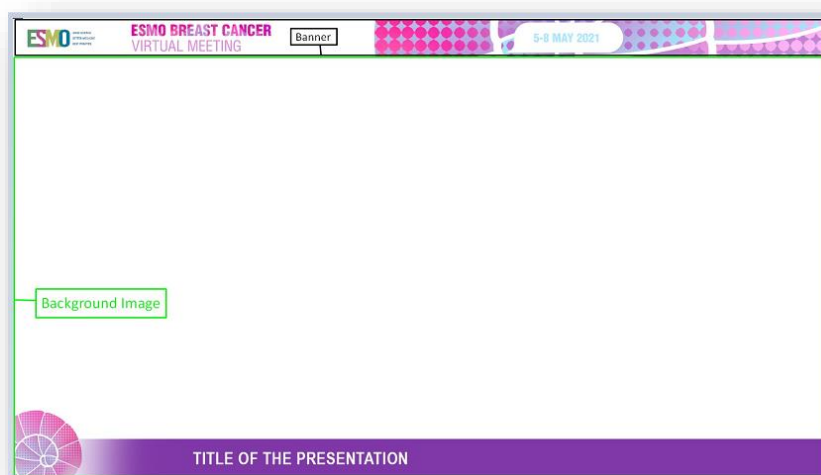 ESMO
ESMO BREAST CANCER
VIRTUAL MEETING
Banner
5-8 MAY 2021
Background Image
TITLE OF THE PRESENTATION